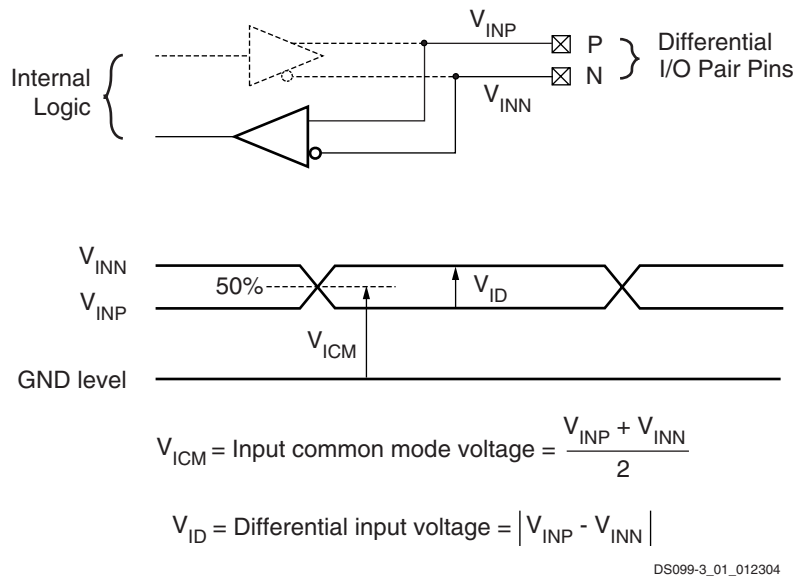 V_INP
P
Differential
I/O Pair Pins
Internal
Logic
N
V_INN
V_INN
50%
V_ID
V_INP
V_ICM
GND level
V_ICM = Input common mode voltage = (V_INP + V_INN) / 2
V_ID = Differential input voltage = |V_INP - V_INN|
DS099-3_01_012304